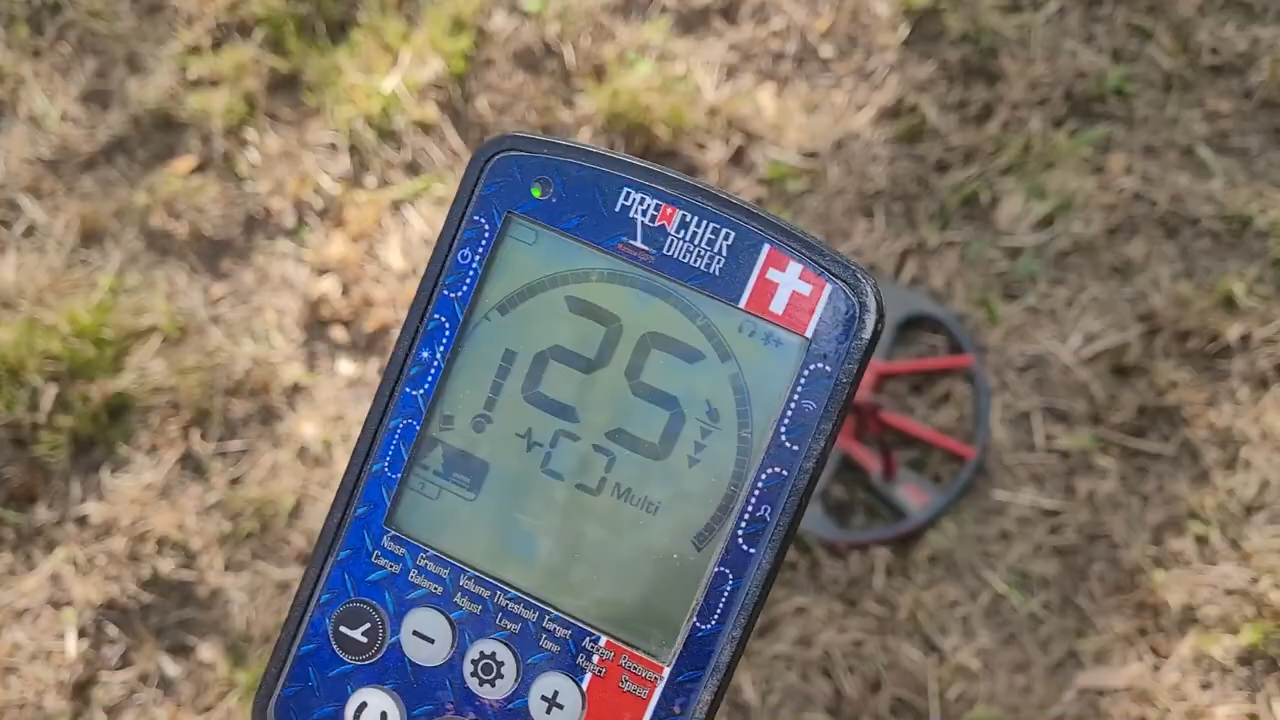 PREACHER
DIGGER
25
Multi
Noise
Cancel
Ground
Balance
Volume
Adjust
Threshold
Level
Target
Tone
Accept
Reject
Recovery
Speed